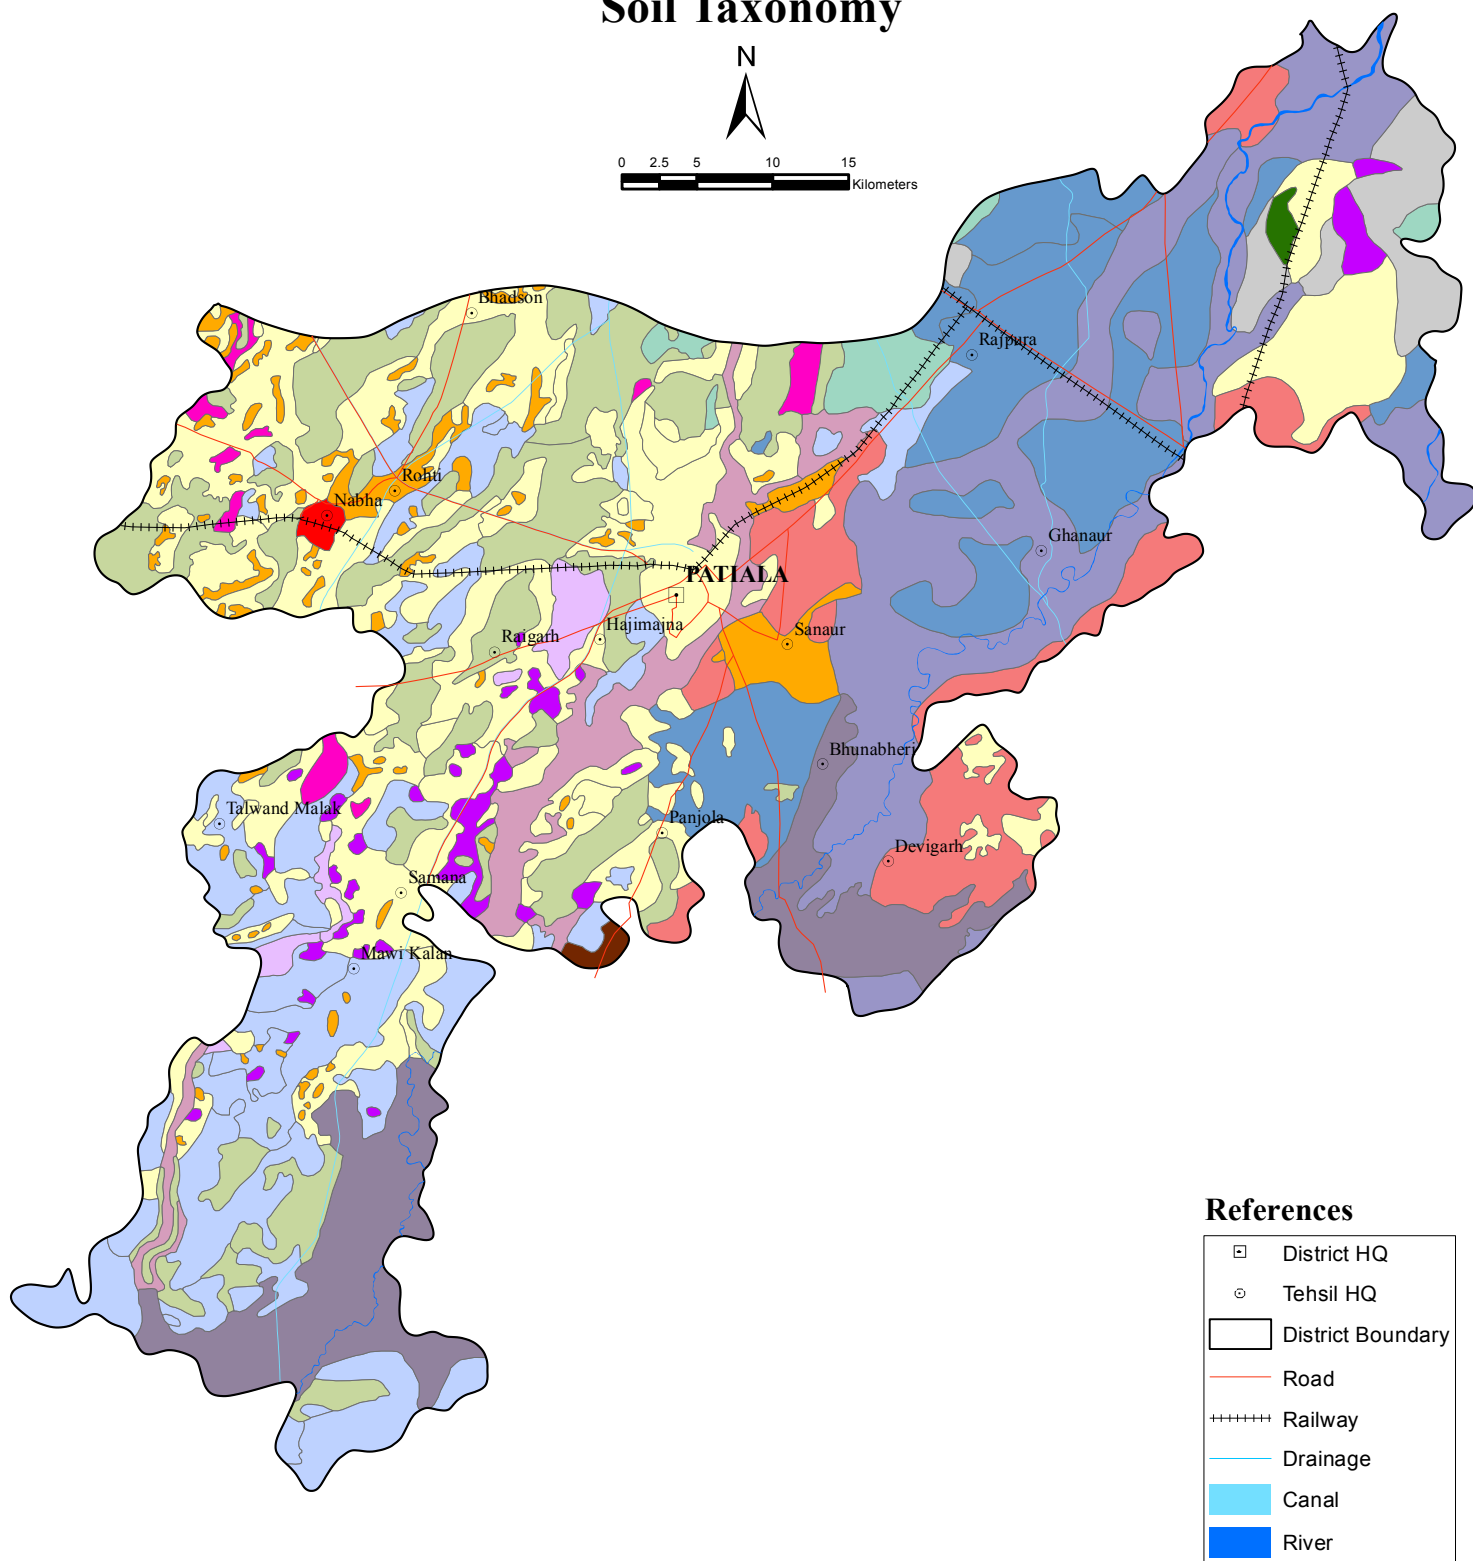 Soil Taxonomy
N
0 2.5 5 10 15
Kilometers
Bhadson
Rajpura
Rohti
Nabha
Ghanaur
PATIALA
Hajimajna
Sanaur
Raigarh
Bhunabheri
Talwand Malak
Panjola
Devigarh
Samana
Mawi Kalan
References
District HQ
Tehsil HQ
District Boundary
Road
Railway
Drainage
Canal
River